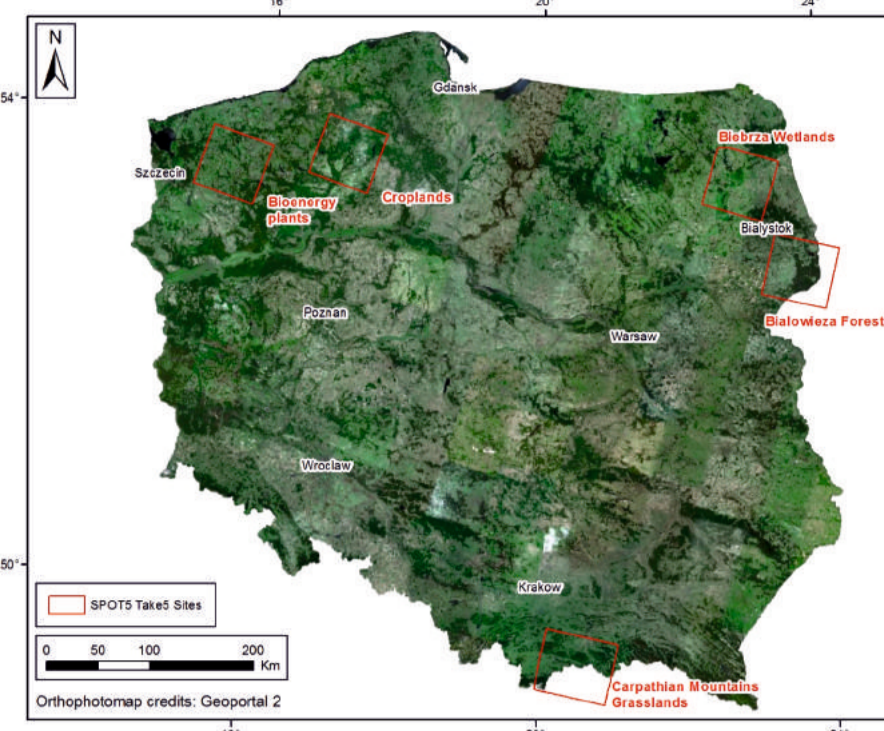 16°
20°
24°
N
54°
Gdansk
Biebrza Wetlands
Szczecin
Bioenergy
plants
Croplands
Bialystok
Poznan
Warsaw
Bialowieza Forest
Wroclaw
50°
Krakow
SPOT5 Take5 Sites
0 50 100 200
Km
Carpathian Mountains
Grasslands
Orthophotomap credits: Geoportal 2